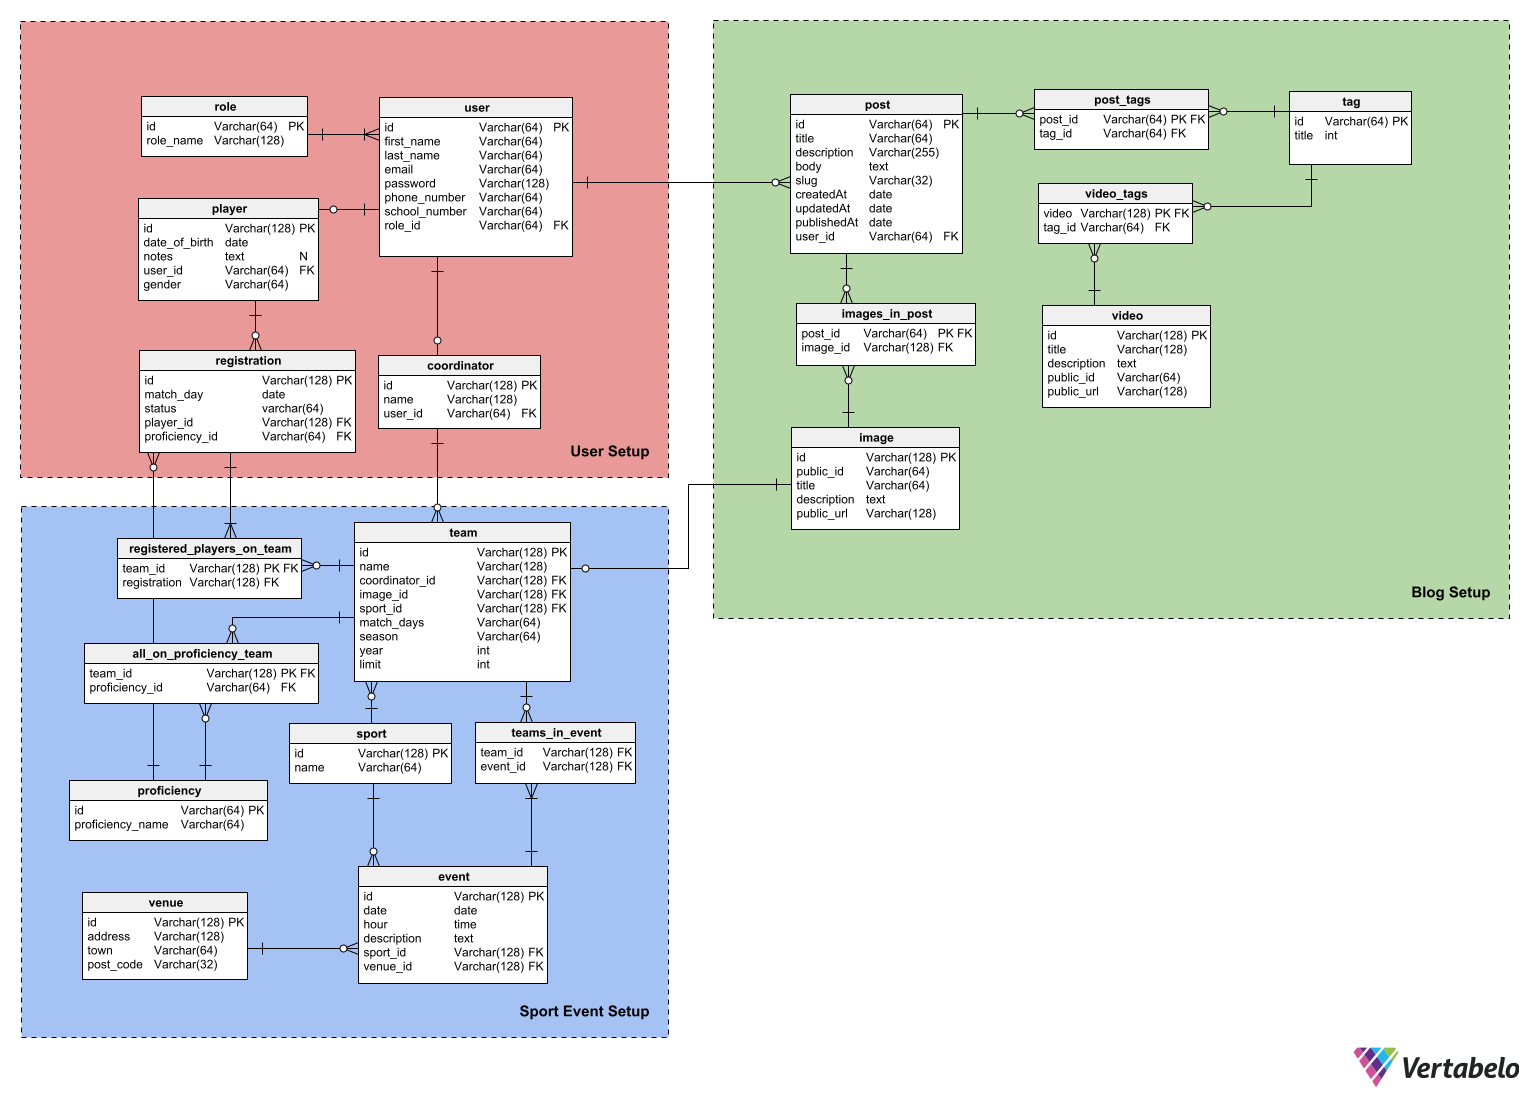 role
id Varchar(64) PK
role_name Varchar(128)
user
id Varchar(64) PK
first_name Varchar(64)
last_name Varchar(64)
email Varchar(64)
password Varchar(128)
phone_number Varchar(64)
school_number Varchar(64)
role_id Varchar(64) FK
player
id Varchar(128) PK
date_of_birth date
notes text N
user_id Varchar(64) FK
gender Varchar(64)
registration
id Varchar(128) PK
match_day date
status varchar(64)
player_id Varchar(128) FK
proficiency_id Varchar(64) FK
coordinator
id Varchar(128) PK
name Varchar(128)
user_id Varchar(64) FK
User Setup
post
id Varchar(64) PK
title Varchar(64)
description Varchar(255)
body text
slug Varchar(32)
createdAt date
updatedAt date
publishedAt date
user_id Varchar(64) FK
post_tags
post_id Varchar(64) PK FK
tag_id Varchar(64) FK
tag
id Varchar(64) PK
title int
video_tags
video Varchar(128) PK FK
tag_id Varchar(64) FK
images_in_post
post_id Varchar(64) PK FK
image_id Varchar(128) FK
video
id Varchar(128) PK
title Varchar(128)
description text
public_id Varchar(64)
public_url Varchar(128)
image
id Varchar(128) PK
public_id Varchar(64)
title Varchar(64)
description text
public_url Varchar(128)
Blog Setup
registered_players_on_team
team_id Varchar(128) PK FK
registration Varchar(128) FK
team
id Varchar(128) PK
name Varchar(128)
coordinator_id Varchar(128) FK
image_id Varchar(128) FK
sport_id Varchar(128) FK
match_days Varchar(64)
season Varchar(64)
year int
limit int
all_on_proficiency_team
team_id Varchar(128) PK FK
proficiency_id Varchar(64) FK
sport
id Varchar(128) PK
name Varchar(64)
teams_in_event
team_id Varchar(128) FK
event_id Varchar(128) FK
proficiency
id Varchar(64) PK
proficiency_name Varchar(64)
venue
id Varchar(128) PK
address Varchar(128)
town Varchar(64)
post_code Varchar(32)
event
id Varchar(128) PK
date date
hour time
description text
sport_id Varchar(128) FK
venue_id Varchar(128) FK
Sport Event Setup
Vertabelo